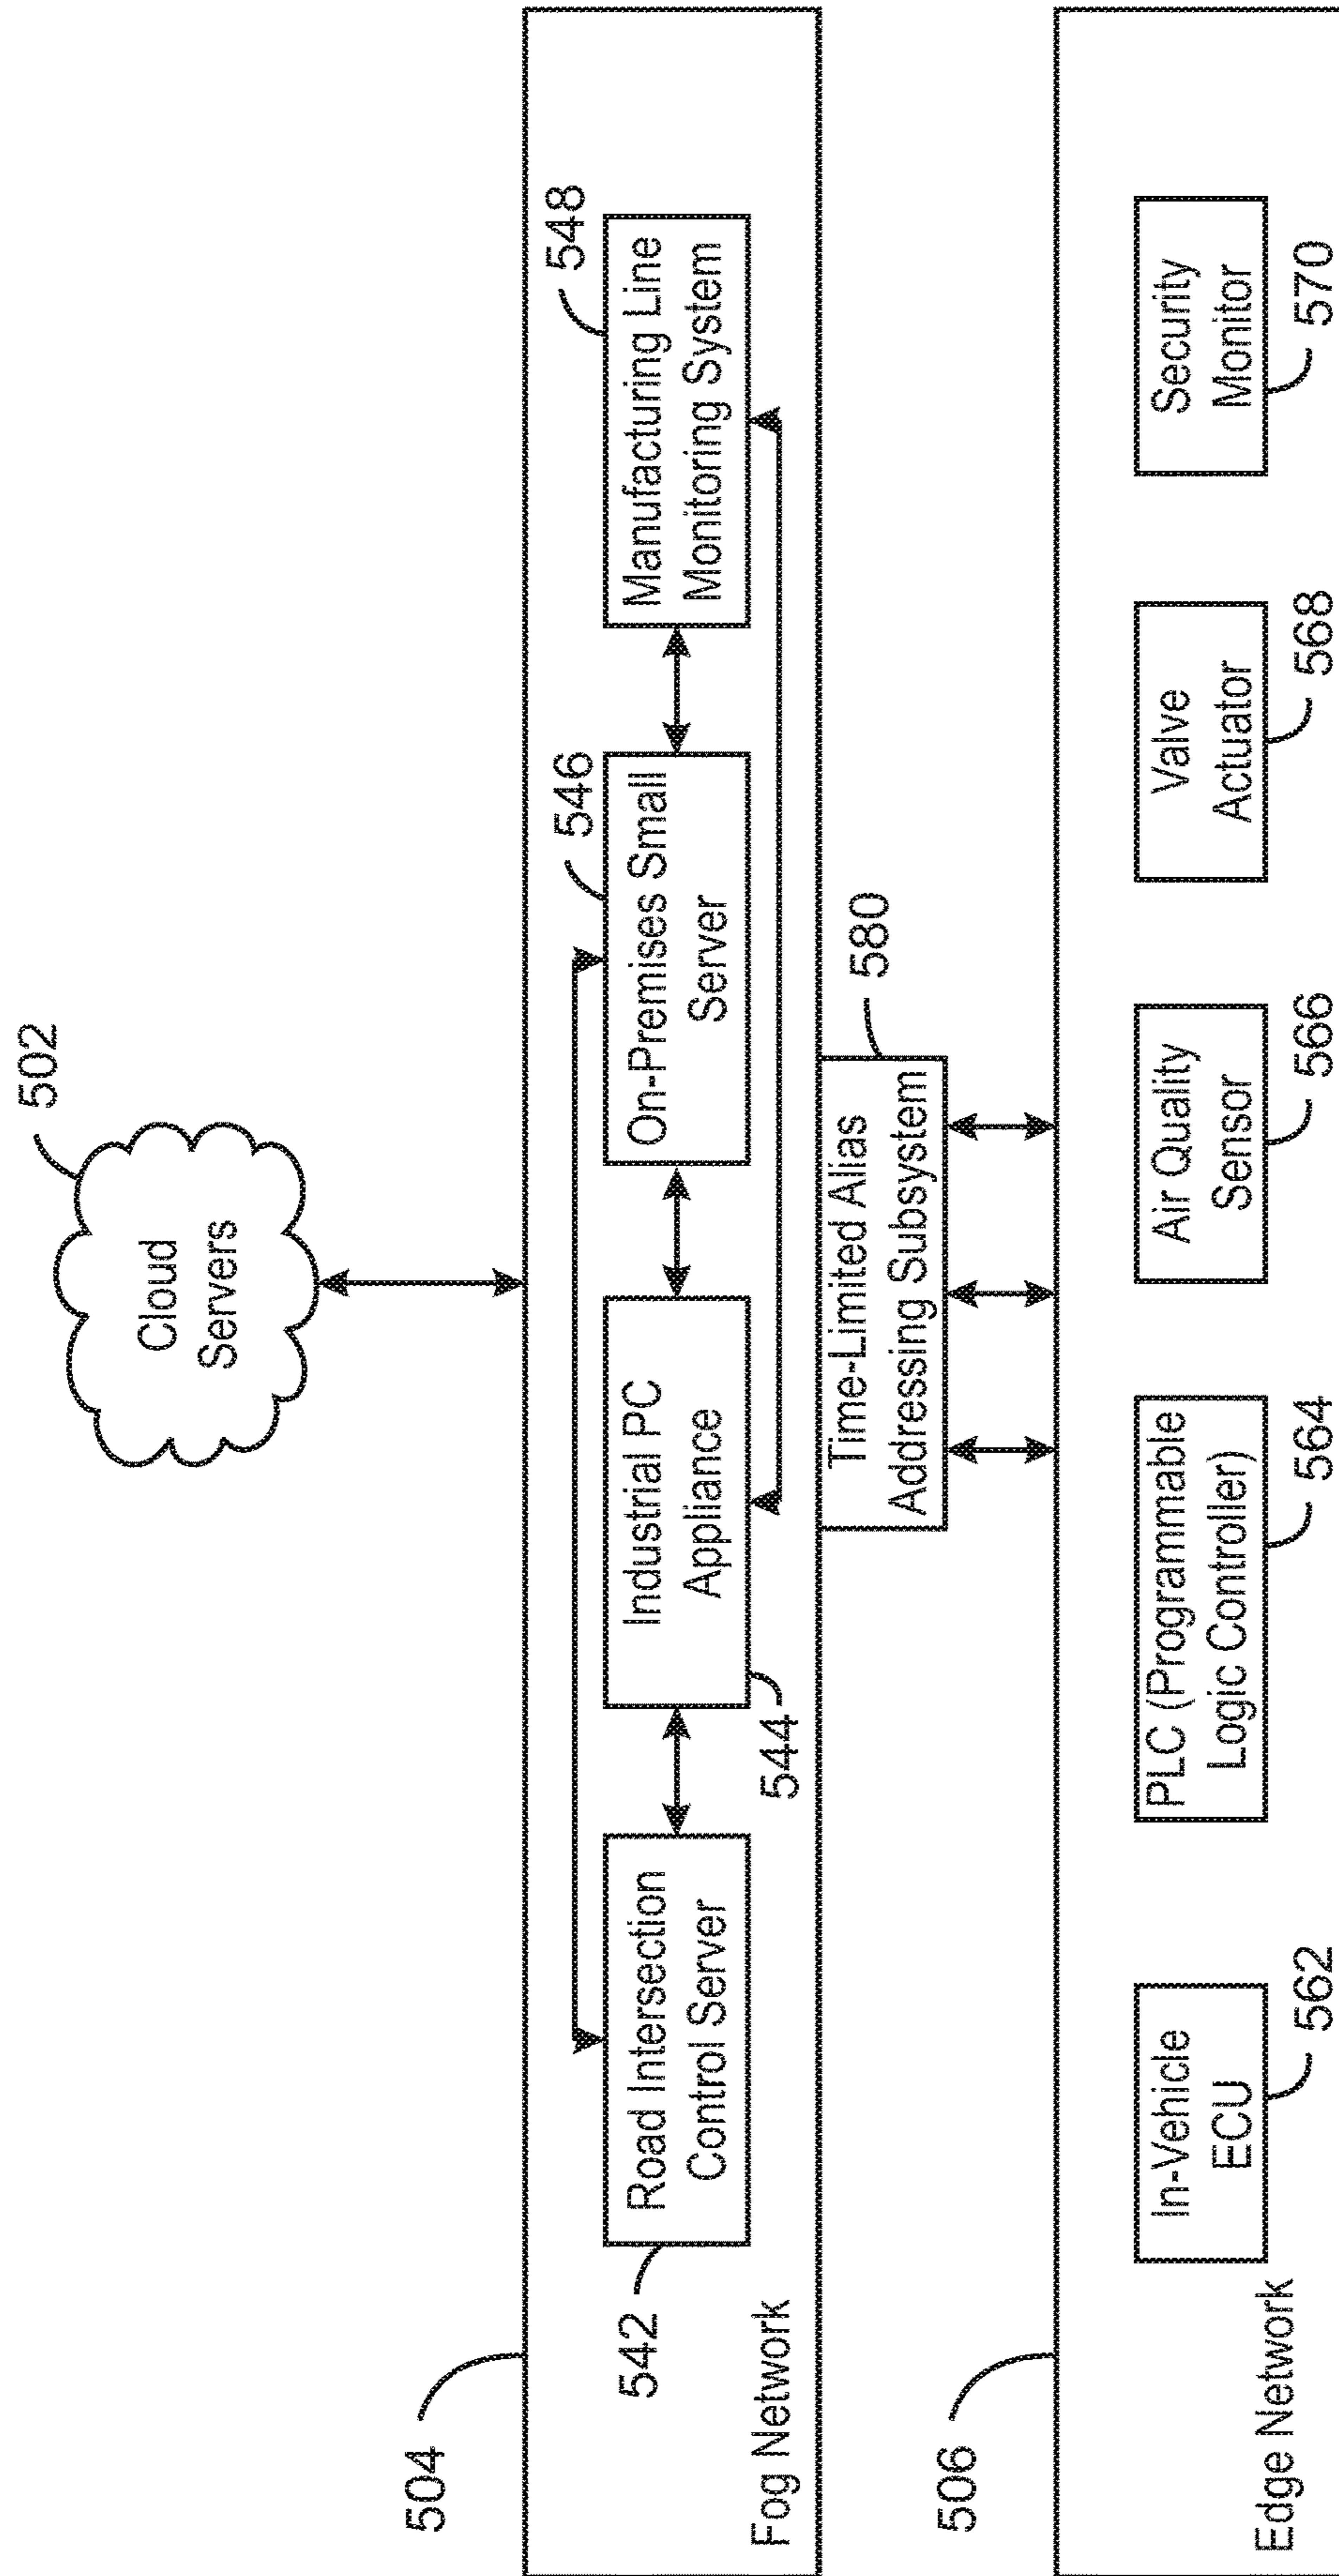 502
Cloud
Servers
504
542
Road Intersection
Control Server
Industrial PC
Appliance
544
546
On-Premises Small
Server
548
Manufacturing Line
Monitoring System
Fog Network
Time-Limited Alias
Addressing Subsystem
580
506
In-Vehicle
ECU
562
PLC (Programmable
Logic Controller)
564
Air Quality
Sensor
566
Valve
Actuator
568
Security
Monitor
570
Edge Network